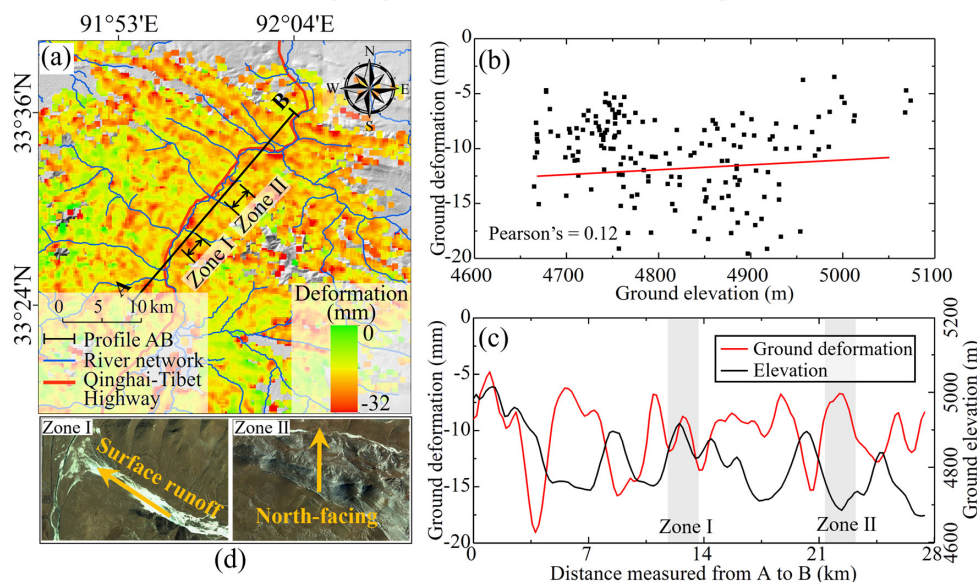 91°53'E
92°04'E
(a)
N
W
E
S
33°36'N
33°24'N
A
B
Zone I
Zone II
0
5
10 km
Profile AB
River network
Qinghai-Tibet
Highway
Deformation
(mm)
0
-32
(b)
Ground deformation (mm)
0
-5
-10
-15
-20
Pearson's = 0.12
4600
4700
4800
4900
5000
5100
Ground elevation (m)
(c)
Ground deformation (mm)
0
-5
-10
-15
-20
Ground deformation
Elevation
Zone I
Zone II
5200
5000
4800
4600
Ground elevation (m)
0
7
14
21
28
Distance measured from A to B (km)
Zone I
Surface runoff
Zone II
North-facing
(d)